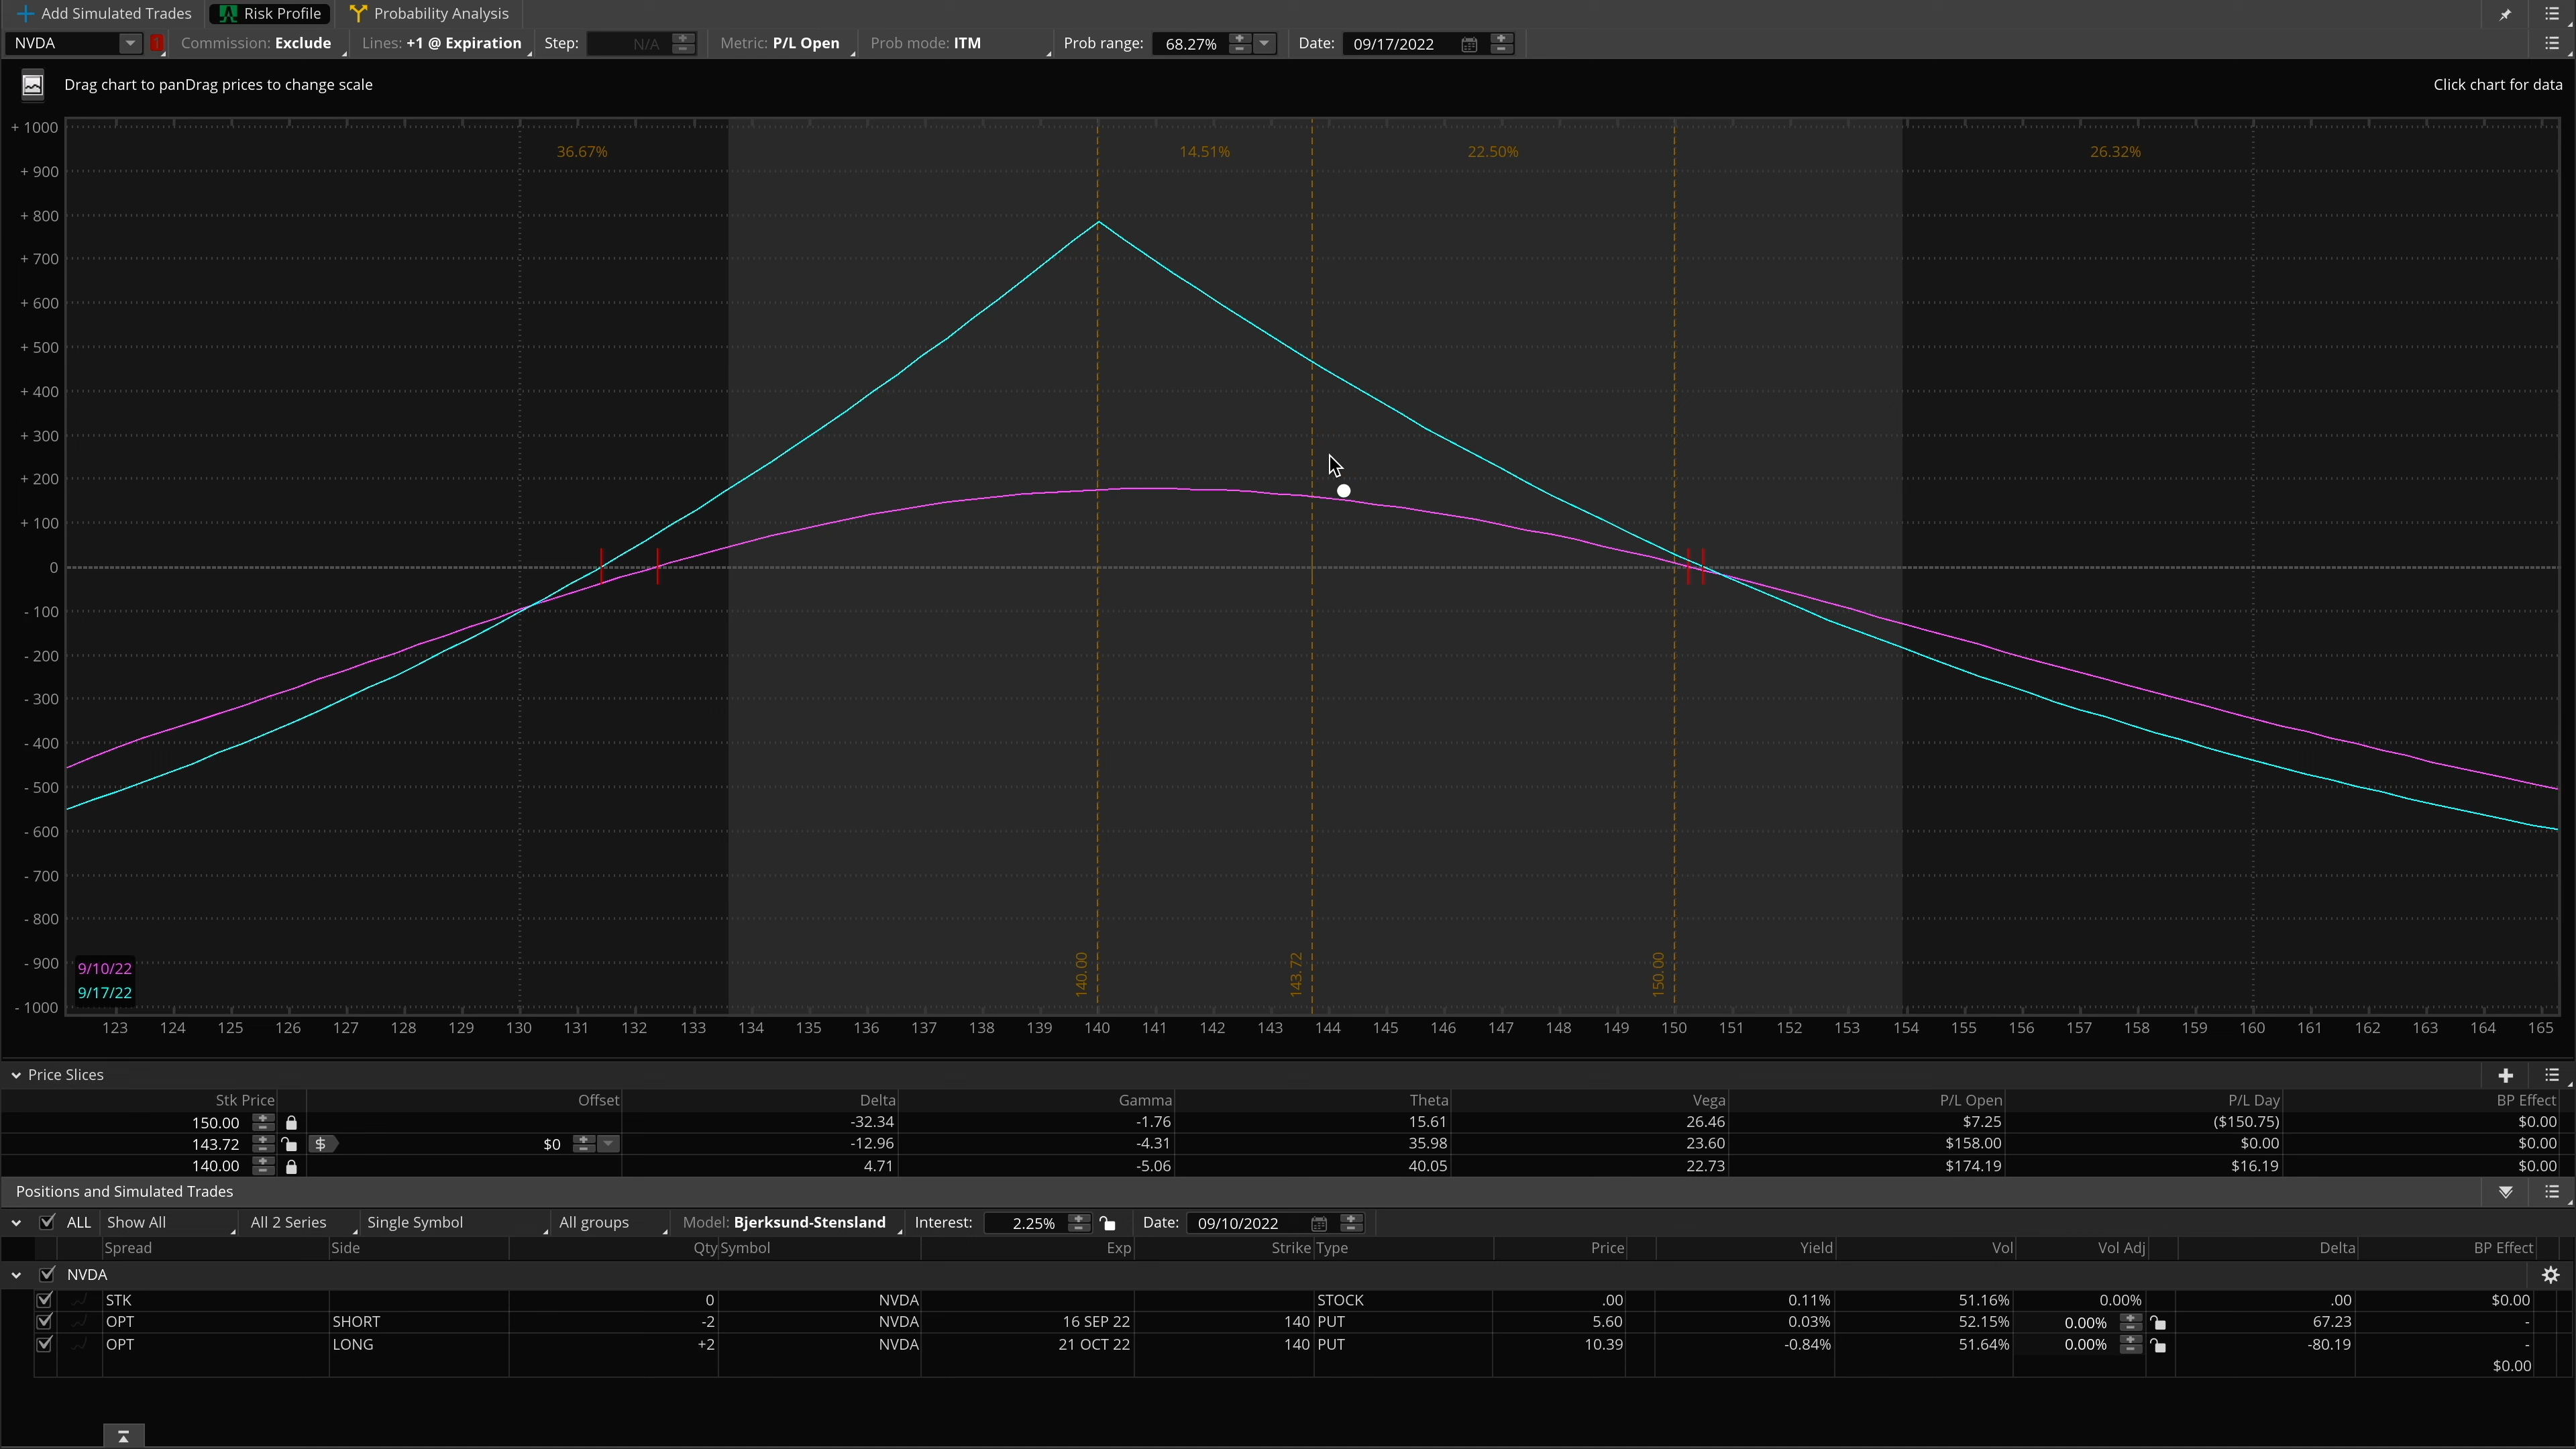 Add Simulated Trades Risk Profile Probability Analysis
NVDA 1 Commission: Exclude Lines: +1 @ Expiration Step: N/A Metric: P/L Open Prob mode: ITM Prob range: 68.27% Date: 09/17/2022
Drag chart to panDrag prices to change scale Click chart for data
+ 1000
36.67% 14.51% 22.50% 26.32%
+ 900
+ 800
+ 700
+ 600
+ 500
+ 400
+ 300
+ 200
+ 100
0
- 100
- 200
- 300
- 400
- 500
- 600
- 700
- 800
- 900
- 1000
9/10/22
9/17/22
140.00 143.72 150.00
123 124 125 126 127 128 129 130 131 132 133 134 135 136 137 138 139 140 141 142 143 144 145 146 147 148 149 150 151 152 153 154 155 156 157 158 159 160 161 162 163 164 165
Price Slices
Stk Price Offset Delta Gamma Theta Vega P/L Open P/L Day BP Effect
150.00 -32.34 -1.76 15.61 26.46 $7.25 ($150.75) $0.00
143.72 $ $0 -12.96 -4.31 35.98 23.60 $158.00 $0.00 $0.00
140.00 4.71 -5.06 40.05 22.73 $174.19 $16.19 $0.00
Positions and Simulated Trades
ALL Show All All 2 Series Single Symbol All groups Model: Bjerksund-Stensland Interest: 2.25% Date: 09/10/2022
Spread Side Qty Symbol Exp Strike Type Price Yield Vol Vol Adj Delta BP Effect
NVDA
STK 0 NVDA STOCK .00 0.11% 51.16% 0.00% .00 $0.00
OPT SHORT -2 NVDA 16 SEP 22 140 PUT 5.60 0.03% 52.15% 0.00% 67.23 -
OPT LONG +2 NVDA 21 OCT 22 140 PUT 10.39 -0.84% 51.64% 0.00% -80.19 -
$0.00